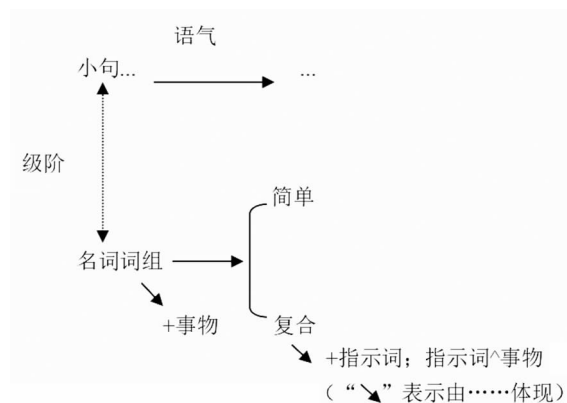 语气
小句...
...
级阶
简单
名词词组
+事物
复合
+指示词；指示词^事物
（“↘”表示由……体现）